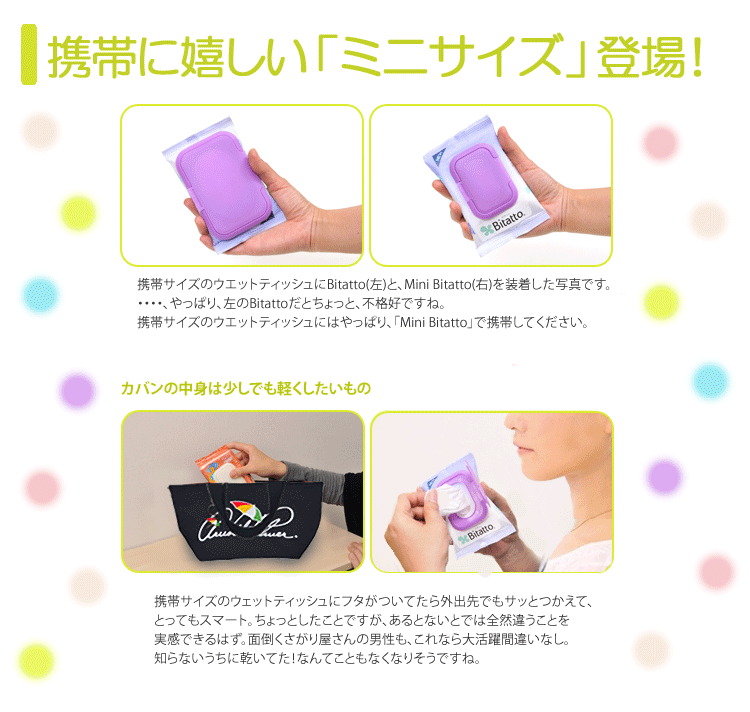 携帯に嬉しい「ミニサイズ」登場！
Bitatto.
携帯サイズのウエットティッシュにBitatto(左)と、Mini Bitatto(右)を装着した写真です。
・・・・、やっぱり、左のBitattoだとちょっと、不格好ですね。
携帯サイズのウエットティッシュにはやっぱり、「Mini Bitatto」で携帯してください。
カバンの中身は少しでも軽くしたいもの
Arnold Palmer.
Bitatto.
携帯サイズのウェットティッシュにフタがついてたら外出先でもサッとつかえて、
とってもスマート。ちょっとしたことですが、あるとないとでは全然違うことを
実感できるはず。面倒くさがり屋さんの男性も、これなら大活躍間違いなし。
知らないうちに乾いてた！なんてこともなくなりそうですね。